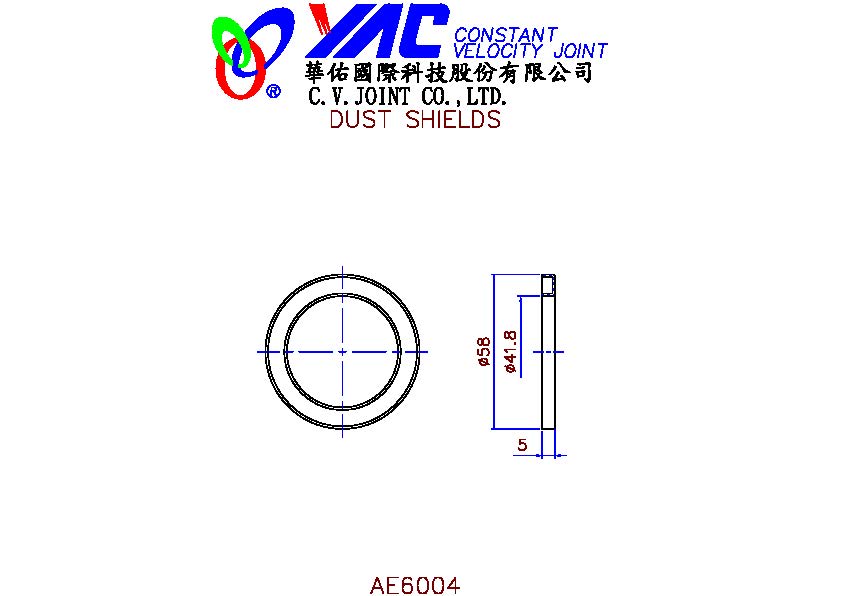 YAC CONSTANT
VELOCITY JOINT
®
華佑國際科技股份有限公司
C.V. JOINT CO.,LTD.
DUST SHIELDS
ø58
ø41.8
5
AE6004